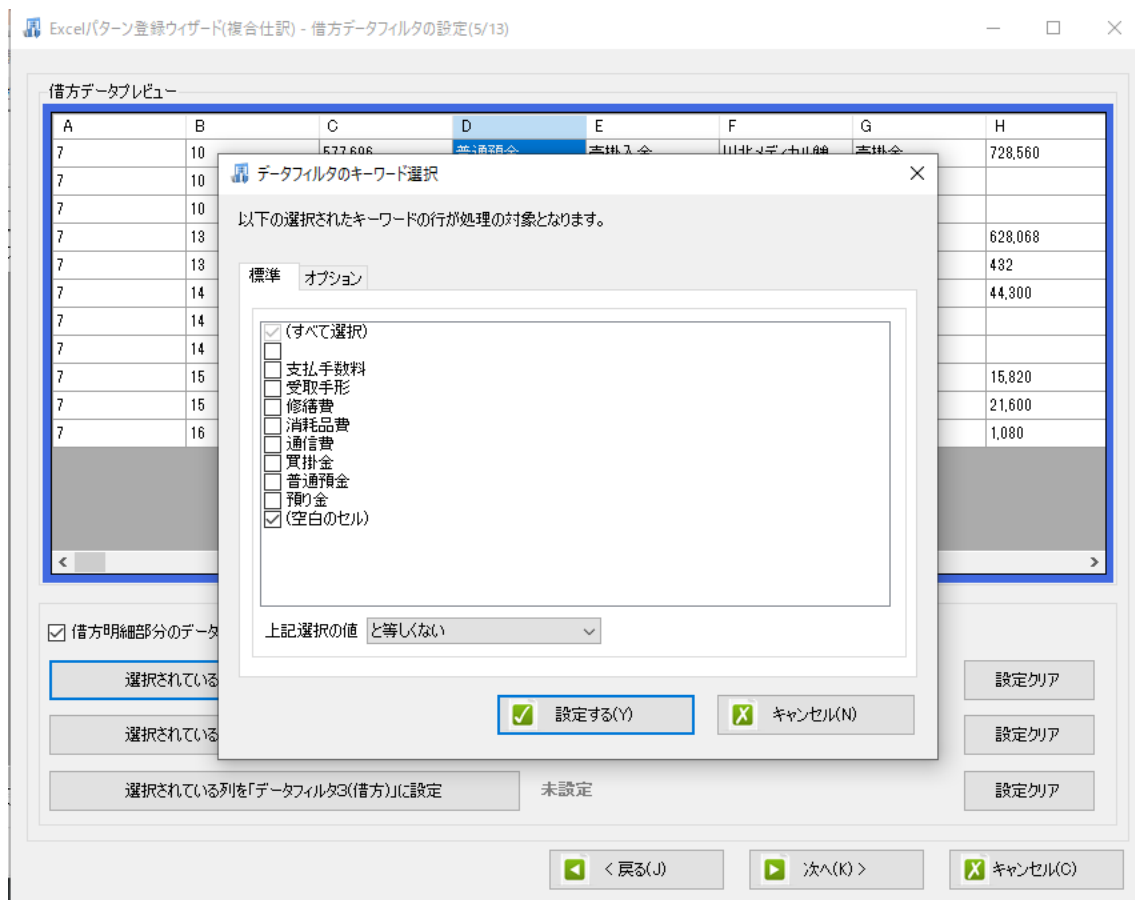 Excelパターン登録ウィザード(複合仕訳) - 借方データフィルタの設定(5/13)
借方データプレビュー
A B C D E F G H
7 10 577,696 普通預金 売掛入金 売掛金 728,560
7 10
7 10
7 13 628,068
7 13 432
7 14 44,300
7 14
7 14
7 15 15,820
7 15 21,600
7 16 1,080
データフィルタのキーワード選択
以下の選択されたキーワードの行が処理の対象となります。
標準 オプション
(すべて選択)
支払手数料
受取手形
修繕費
消耗品費
通信費
買掛金
普通預金
預り金
(空白のセル)
上記選択の値 と等しくない
設定する(Y) キャンセル(N)
借方明細部分のデータ
選択されている 設定クリア
選択されている 設定クリア
選択されている列を「データフィルタ3(借方)」に設定 未設定 設定クリア
< 戻る(J) 次へ(K) > キャンセル(C)